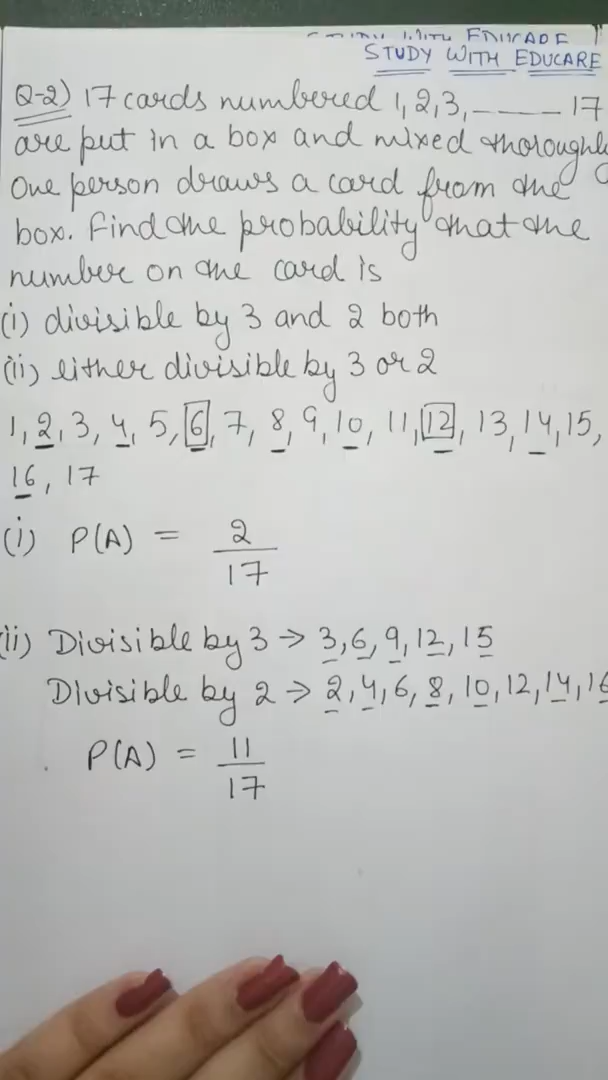 STUDY WITH EDUCARE
Q-2) 17 cards numbered 1, 2, 3, ---- 17
are put in a box and mixed thoroughly
One person draws a card from the
box. Find the probability that the
number on the card is
(i) divisible by 3 and 2 both
(ii) either divisible by 3 or 2
1, 2, 3, 4, 5, 6, 7, 8, 9, 10, 11, 12, 13, 14, 15,
16, 17
(i) P(A) = 2/17
(ii) Divisible by 3 → 3, 6, 9, 12, 15
Divisible by 2 → 2, 4, 6, 8, 10, 12, 14, 16
P(A) = 11/17